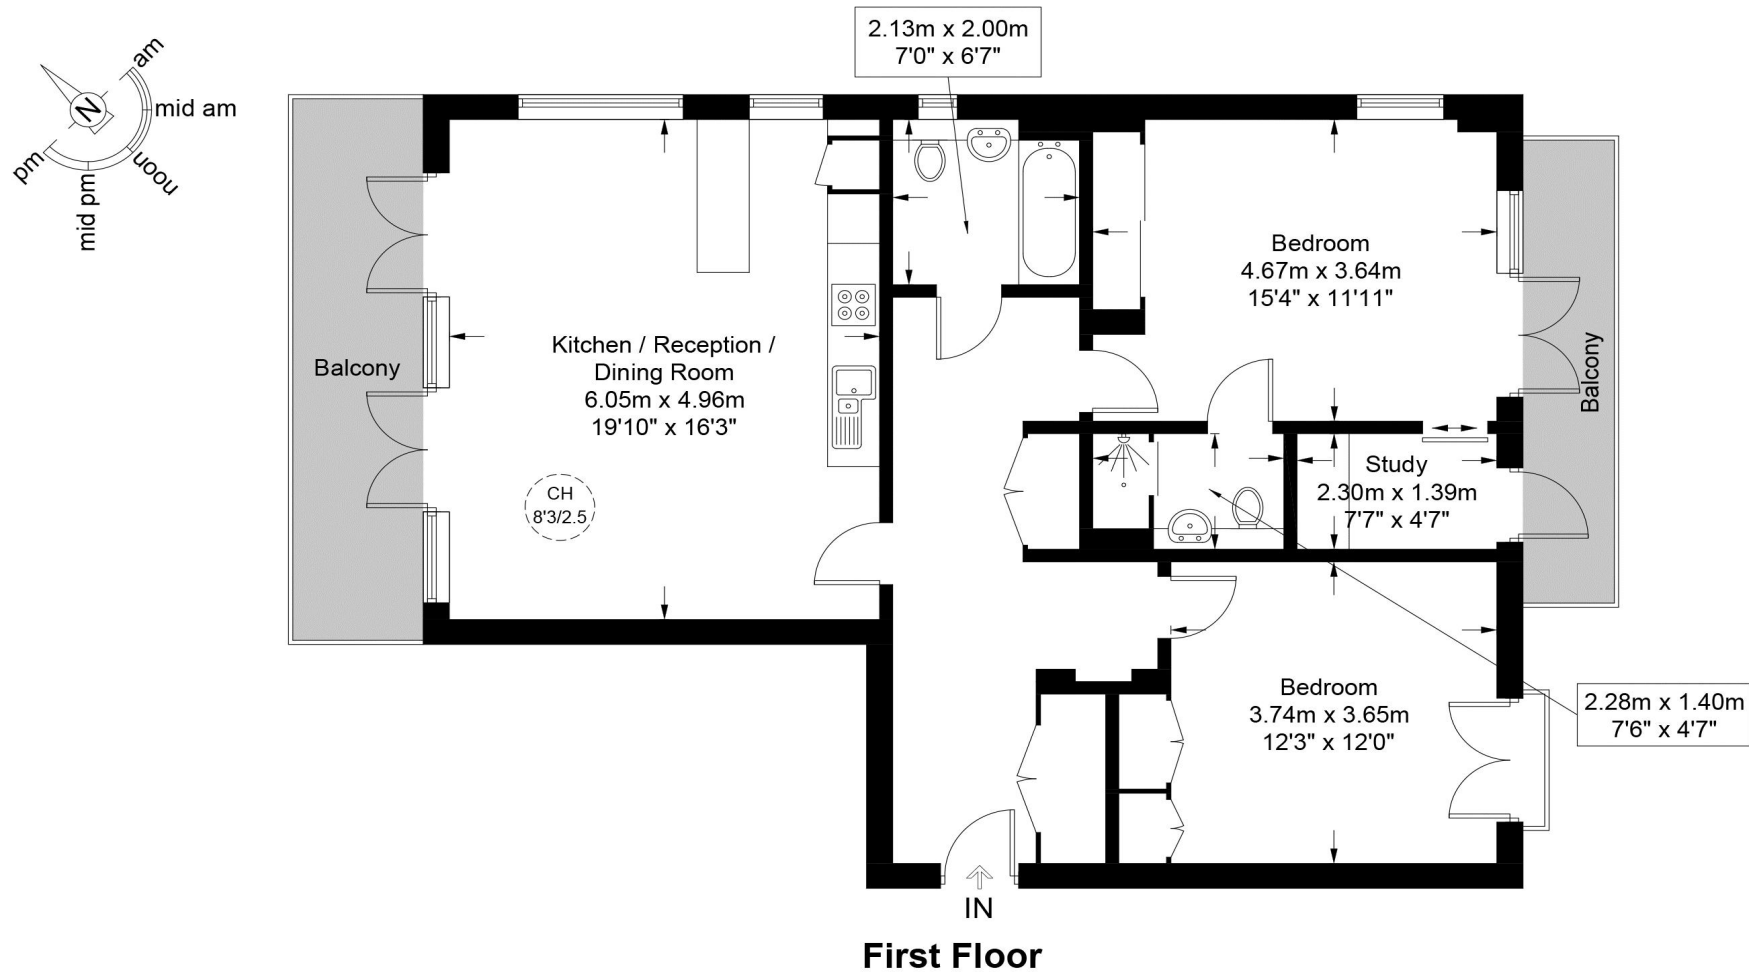 2.13m x 2.00m
7'0" x 6'7"
am
mid am
noon
mid pm
pm
N
Bedroom
4.67m x 3.64m
15'4" x 11'11"
Kitchen / Reception /
Dining Room
6.05m x 4.96m
19'10" x 16'3"
Balcony
Balcony
CH
8'3/2.5
Study
2.30m x 1.39m
7'7" x 4'7"
Bedroom
3.74m x 3.65m
12'3" x 12'0"
2.28m x 1.40m
7'6" x 4'7"
IN
First Floor